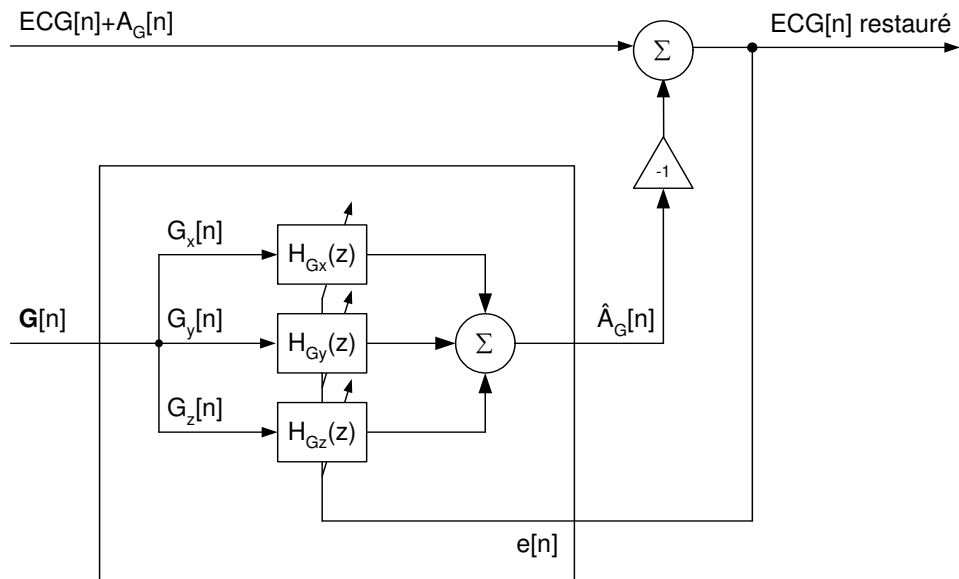 ECG[n]+A_G[n]
ECG[n] restauré
Σ
-1
G_x[n]
H_Gx(z)
G[n]
G_y[n]
H_Gy(z)
Σ
Â_G[n]
G_z[n]
H_Gz(z)
e[n]